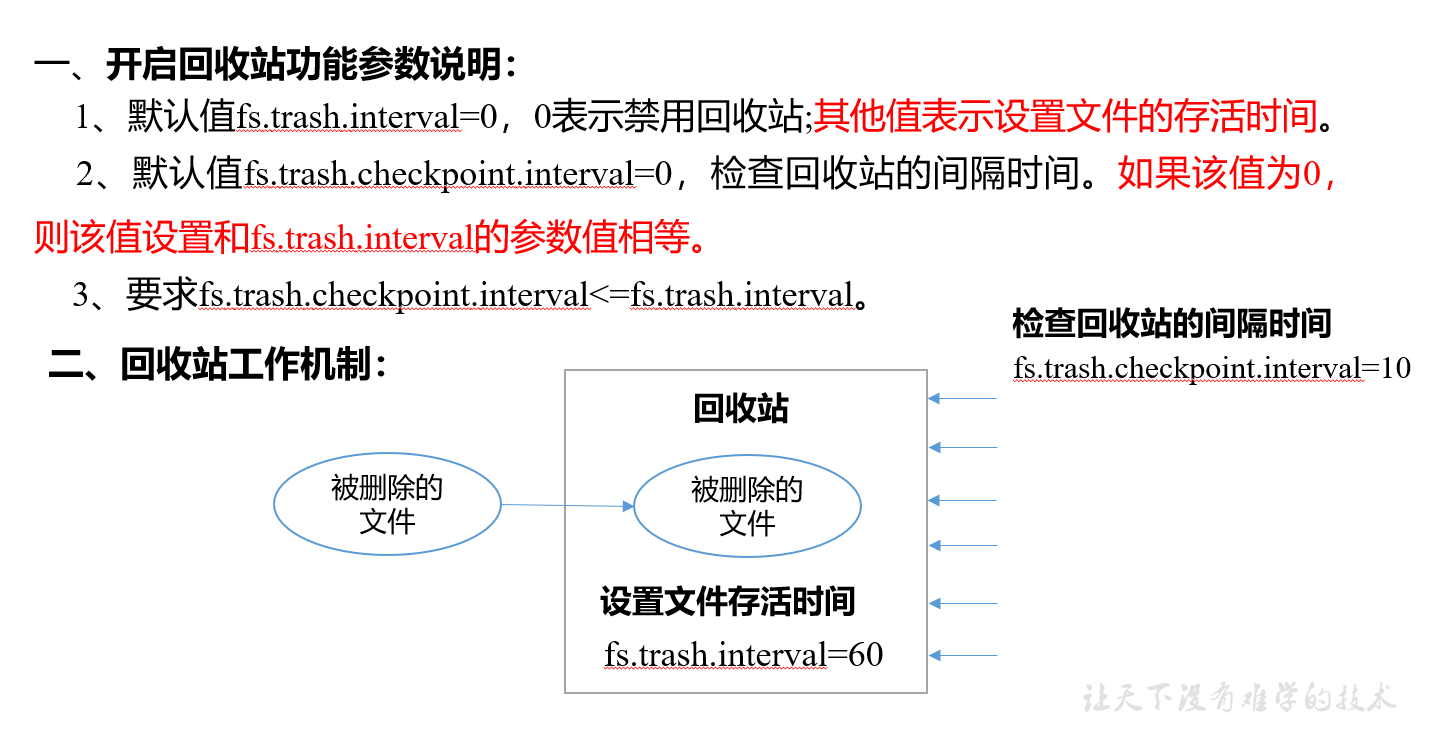 一、开启回收站功能参数说明：
1、默认值fs.trash.interval=0，0表示禁用回收站;其他值表示设置文件的存活时间。
2、默认值fs.trash.checkpoint.interval=0，检查回收站的间隔时间。如果该值为0，
则该值设置和fs.trash.interval的参数值相等。
3、要求fs.trash.checkpoint.interval<=fs.trash.interval。
二、回收站工作机制：
检查回收站的间隔时间
fs.trash.checkpoint.interval=10
回收站
被删除的
文件
被删除的
文件
设置文件存活时间
fs.trash.interval=60
让天下没有难学的技术